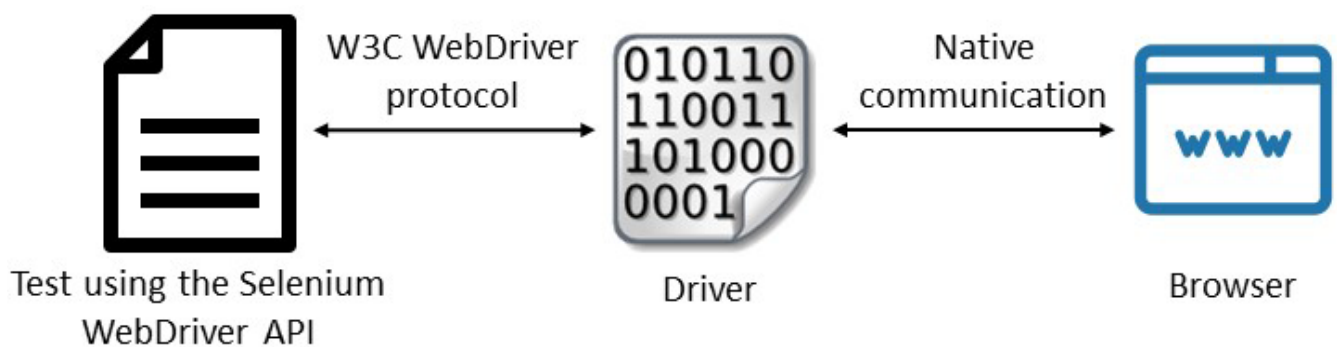 W3C WebDriver
protocol
010110
110011
101000
0001
Native
communication
www
Test using the Selenium
WebDriver API
Driver
Browser